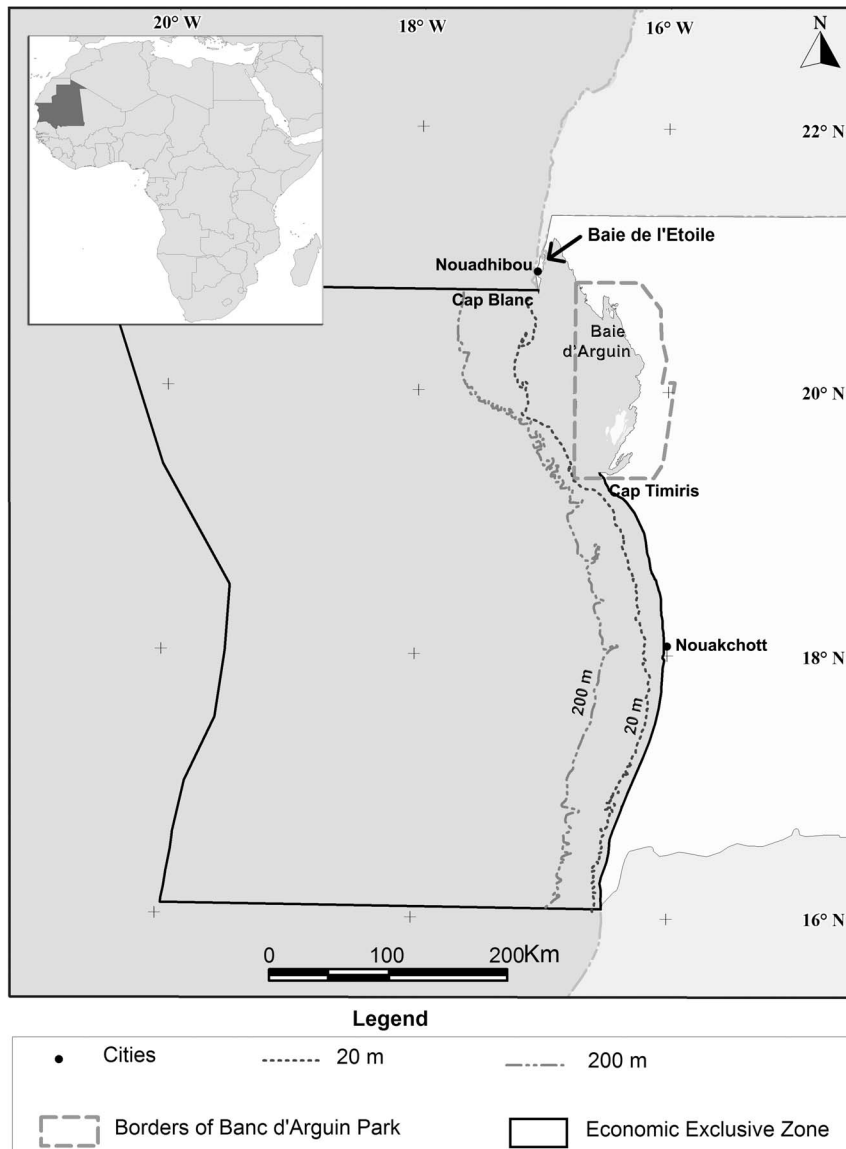 20° W
18° W
16° W
N
22° N
Baie de l'Etoile
Nouadhibou
Cap Blanc
Baie
d'Arguin
20° N
Cap Timiris
Nouakchott
18° N
200 m
20 m
16° N
0 100 200Km
Legend
Cities 20 m 200 m
Borders of Banc d'Arguin Park Economic Exclusive Zone